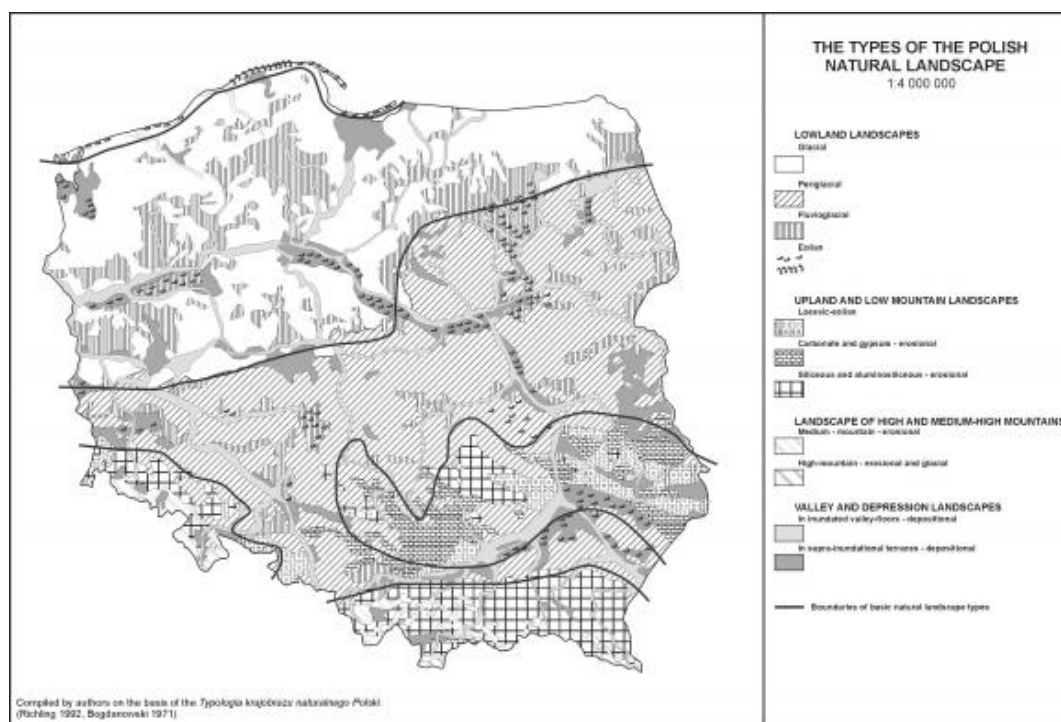 THE TYPES OF THE POLISH
NATURAL LANDSCAPE
1:4 000 000
LOWLAND LANDSCAPES
Glacial
Periglacial
Fluvioglacial
Eolian
UPLAND AND LOW MOUNTAIN LANDSCAPES
Loessic-eolian
Carbonate and gypsum - erosional
Siliceous and aluminosiliceous - erosional
LANDSCAPE OF HIGH AND MEDIUM-HIGH MOUNTAINS
Medium - mountain - erosional
High-mountain - erosional and glacial
VALLEY AND DEPRESSION LANDSCAPES
In inundated valley-floors - depositional
In supra-inundational terraces - depositional
Boundaries of basic natural landscape types
Compiled by authors on the basis of the Typologia krajobrazu naturalnego Polski
(Richling 1992, Bogdanowski 1971)